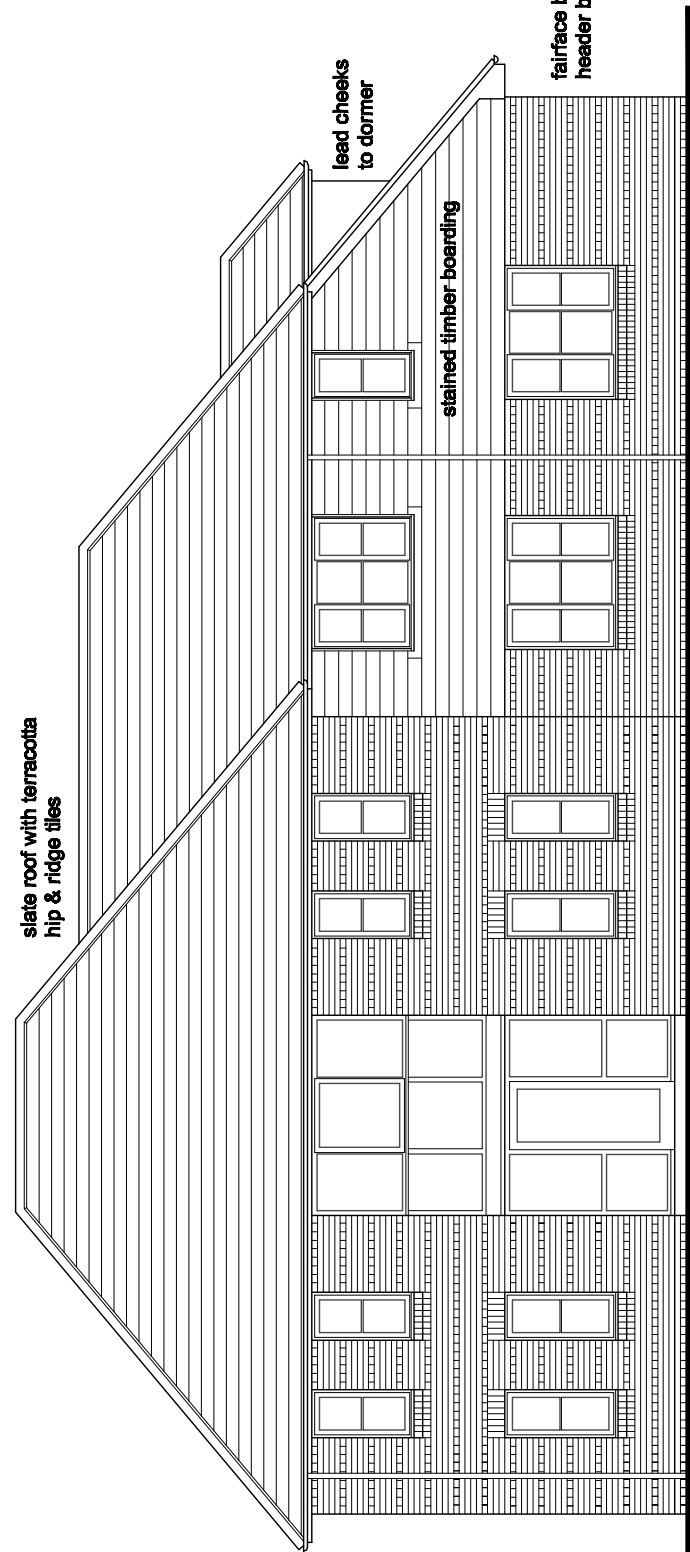 slate roof with terracotta
hip & ridge tiles
stained timber boarding
lead cheeks
to dormer
fairface
header